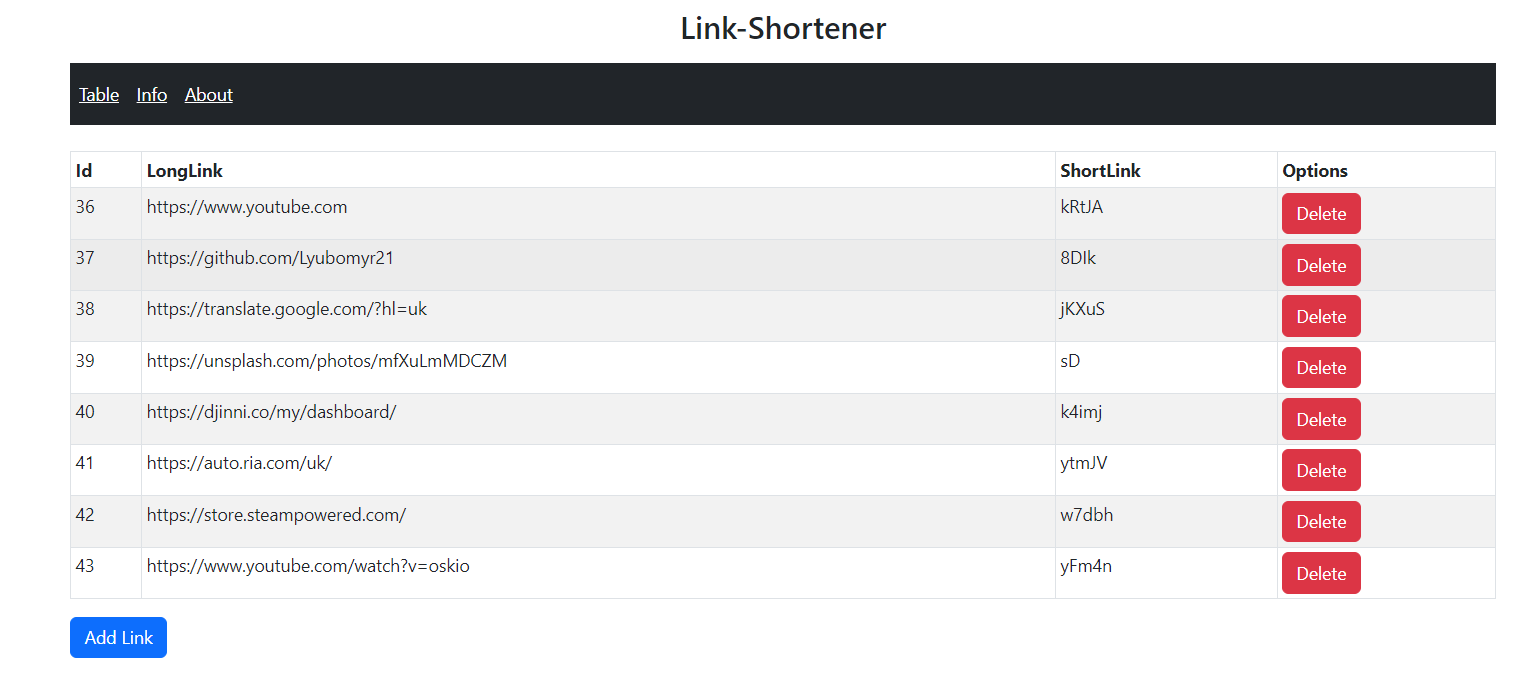 Link-Shortener
Table Info About
Id LongLink ShortLink Options
36 https://www.youtube.com kRtJA Delete
37 https://github.com/Lyubomyr21 8DIk Delete
38 https://translate.google.com/?hl=uk jKXuS Delete
39 https://unsplash.com/photos/mfXuLmMDCZM sD Delete
40 https://djinni.co/my/dashboard/ k4imj Delete
41 https://auto.ria.com/uk/ ytmJV Delete
42 https://store.steampowered.com/ w7dbh Delete
43 https://www.youtube.com/watch?v=oskio yFm4n Delete
Add Link